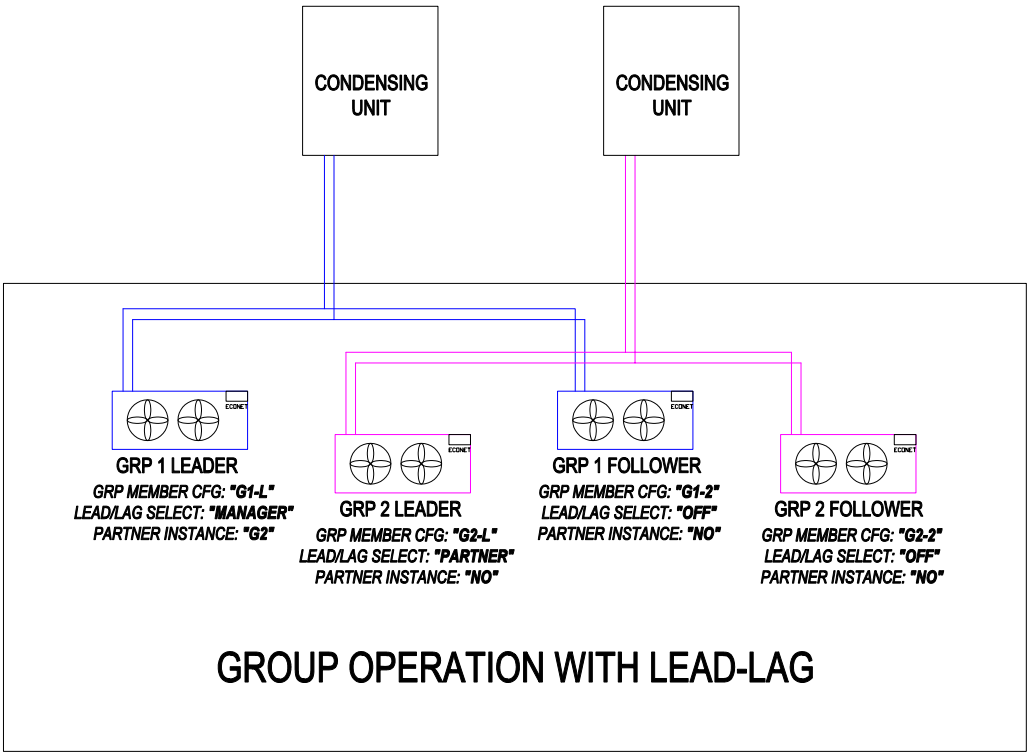 CONDENSING
UNIT
CONDENSING
UNIT
ECONET
GRP 1 LEADER
GRP MEMBER CFG: "G1-L"
LEAD/LAG SELECT: "MANAGER"
PARTNER INSTANCE: "G2"
ECONET
GRP 2 LEADER
GRP MEMBER CFG: "G2-L"
LEAD/LAG SELECT: "PARTNER"
PARTNER INSTANCE: "NO"
ECONET
GRP 1 FOLLOWER
GRP MEMBER CFG: "G1-2"
LEAD/LAG SELECT: "OFF"
PARTNER INSTANCE: "NO"
ECONET
GRP 2 FOLLOWER
GRP MEMBER CFG: "G2-2"
LEAD/LAG SELECT: "OFF"
PARTNER INSTANCE: "NO"
GROUP OPERATION WITH LEAD-LAG